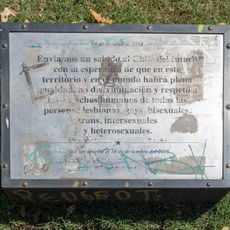 Enviamos un saludo al Chile del futuro
con la esperanza de que en este
territorio y en el mundo habrá plena
igualdad, no discriminación y respeto a
los derechos humanos de todas las
personas lesbianas, gays, bisexuales,
trans, intersexuales
y heterosexuales.